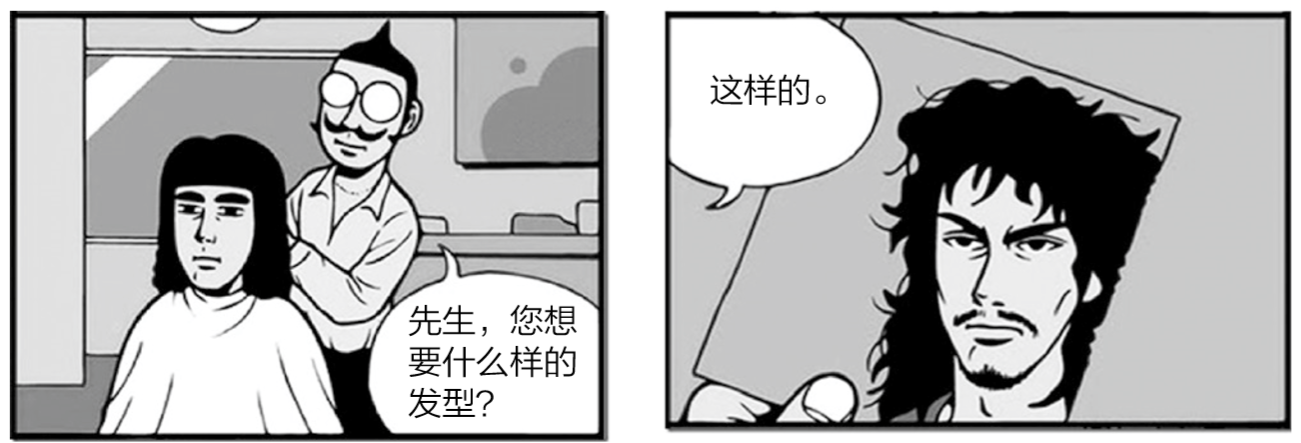 先生，您想
要什么样的
发型？
这样的。